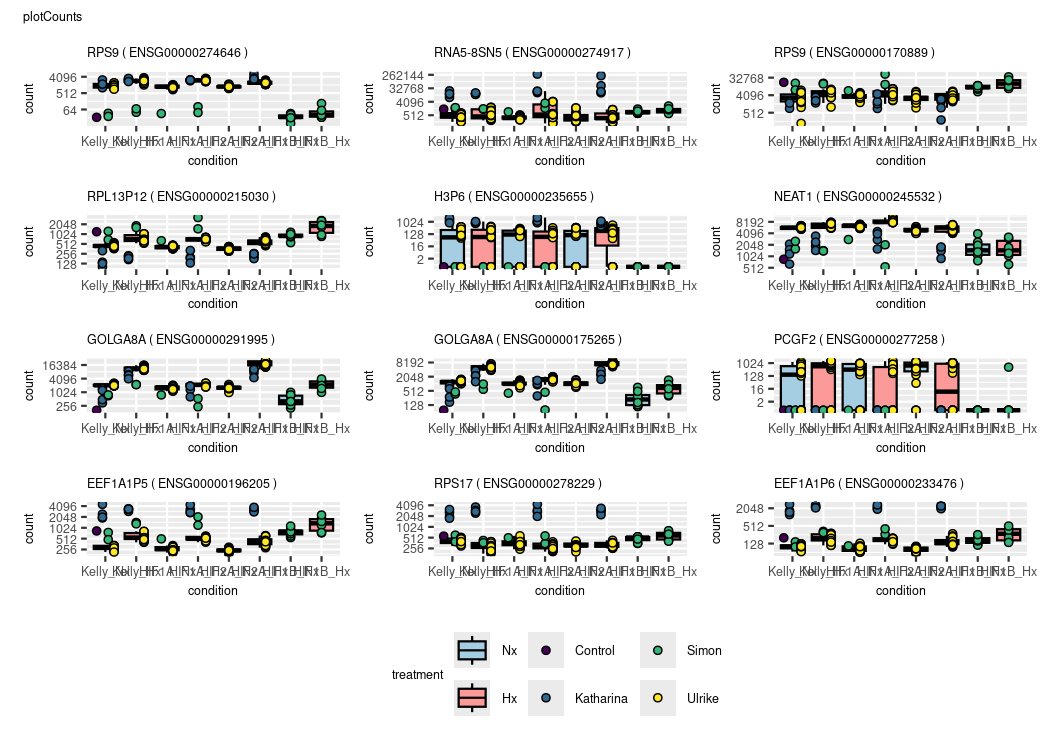 plotCounts
RPS9 ( ENSG00000274646 )
RNA5-8SN5 ( ENSG00000274917 )
RPS9 ( ENSG00000170889 )
count
4096
512
64
count
262144
32768
4096
512
count
32768
4096
512
condition
condition
condition
RPL13P12 ( ENSG00000215030 )
H3P6 ( ENSG00000235655 )
NEAT1 ( ENSG00000245532 )
count
2048
1024
512
256
128
count
1024
128
16
2
count
8192
4096
2048
1024
512
condition
condition
condition
GOLGA8A ( ENSG00000291995 )
GOLGA8A ( ENSG00000175265 )
PCGF2 ( ENSG00000277258 )
count
16384
4096
1024
256
count
8192
2048
512
128
count
1024
128
16
2
condition
condition
condition
EEF1A1P5 ( ENSG00000196205 )
RPS17 ( ENSG00000278229 )
EEF1A1P6 ( ENSG00000233476 )
count
4096
2048
1024
512
256
count
4096
2048
1024
512
256
count
2048
512
128
condition
condition
condition
treatment
Nx
Control
Simon
Hx
Katharina
Ulrike